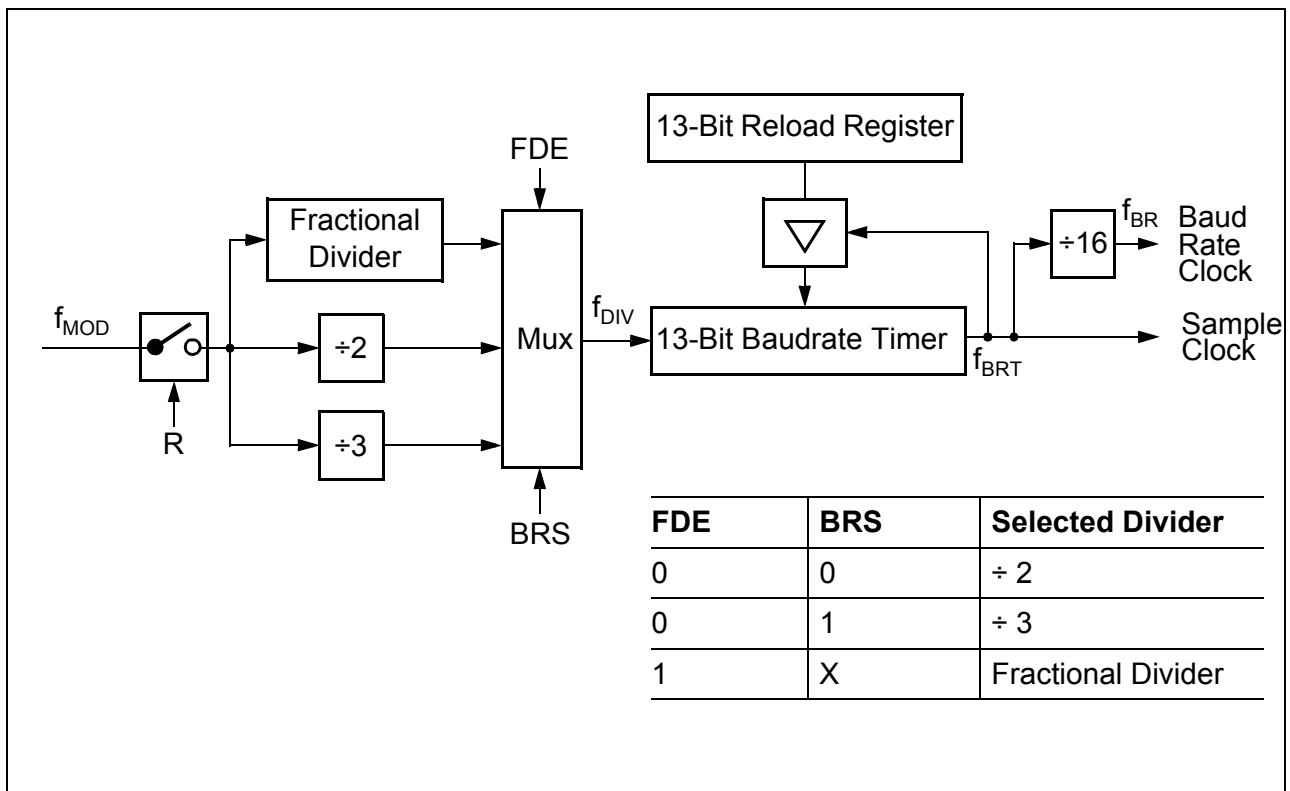 13-Bit Reload Register
FDE
Fractional
Divider
▽
÷16
f_BR
Baud
Rate
Clock
f_MOD
÷2
Mux
f_DIV
13-Bit Baudrate Timer
f_BRT
Sample
Clock
R
÷3
BRS
FDE BRS Selected Divider
0 0 ÷ 2
0 1 ÷ 3
1 X Fractional Divider